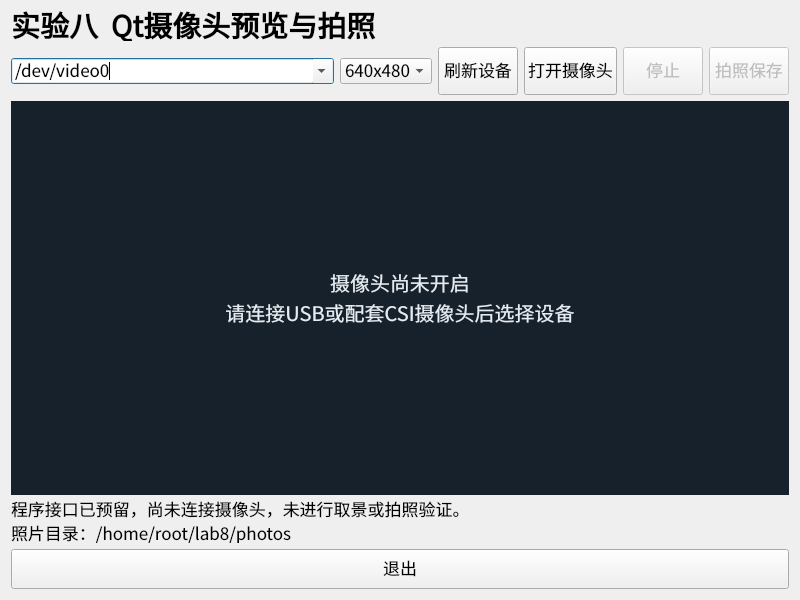 实验八 Qt摄像头预览与拍照
/dev/video0 640x480 刷新设备 打开摄像头 停止 拍照保存
摄像头尚未开启
请连接USB或配套CSI摄像头后选择设备
程序接口已预留，尚未连接摄像头，未进行取景或拍照验证。
照片目录：/home/root/lab8/photos
退出